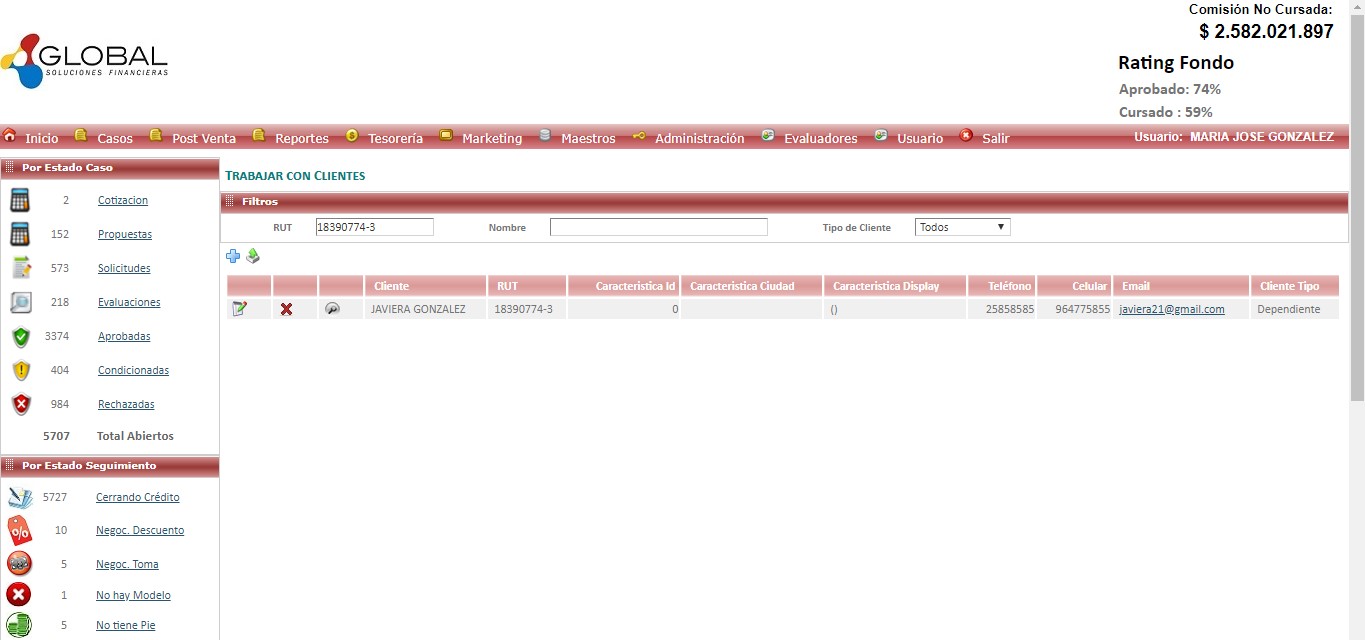 Comisión No Cursada:
$ 2.582.021.897
GLOBAL
SOLUCIONES FINANCIERAS
Rating Fondo
Aprobado: 74%
Cursado : 59%
Inicio Casos Post Venta Reportes Tesorería Marketing Maestros Administración Evaluadores Usuario Salir Usuario: MARIA JOSE GONZALEZ
Por Estado Caso
2 Cotizacion
152 Propuestas
573 Solicitudes
218 Evaluaciones
3374 Aprobadas
404 Condicionadas
984 Rechazadas
5707 Total Abiertos
Por Estado Seguimiento
5727 Cerrando Crédito
10 Negoc. Descuento
5 Negoc. Toma
1 No hay Modelo
5 No tiene Pie
TRABAJAR CON CLIENTES
Filtros
RUT 18390774-3 Nombre Tipo de Cliente Todos
Cliente RUT Caracteristica Id Caracteristica Ciudad Caracteristica Display Teléfono Celular Email Cliente Tipo
JAVIERA GONZALEZ 18390774-3 0 () 25858585 964775855 javiera21@gmail.com Dependiente